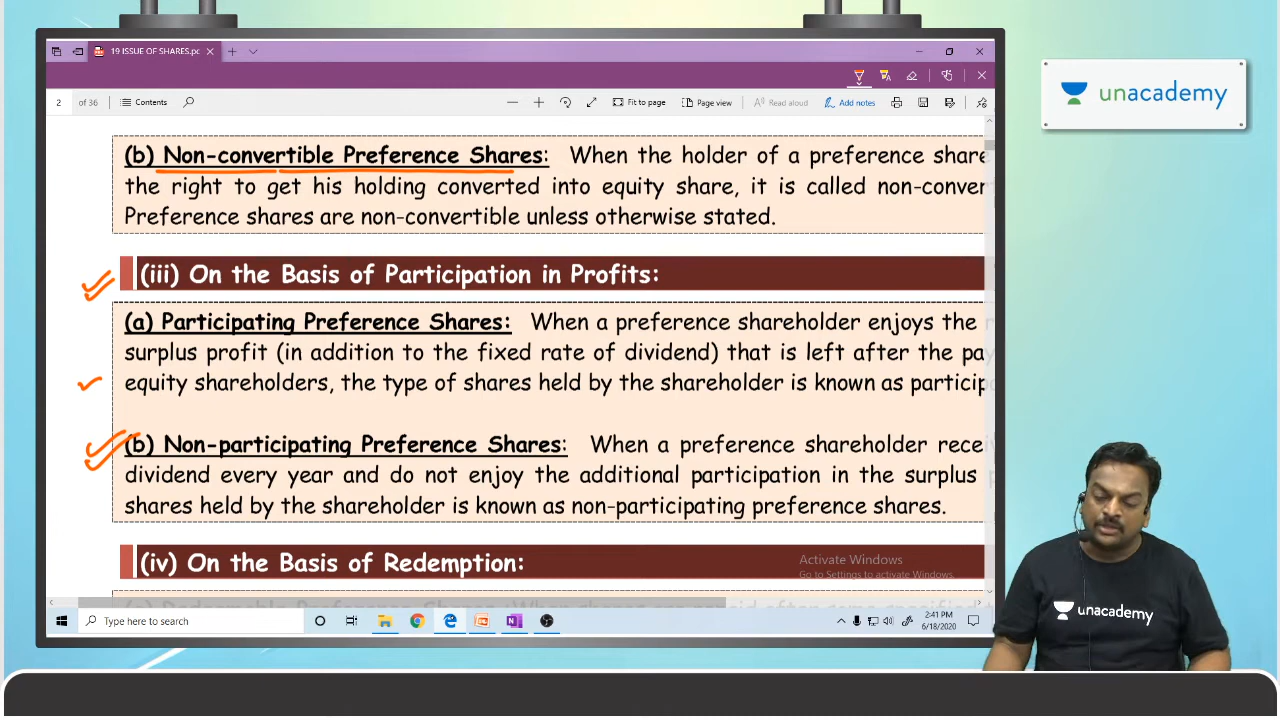 19 ISSUE OF SHARES.pc
2 of 36
Contents
Fit to page
Page view
Read aloud
Add notes
unacademy
(b) Non-convertible Preference Shares: When the holder of a preference share
the right to get his holding converted into equity share, it is called non-conver
Preference shares are non-convertible unless otherwise stated.
(iii) On the Basis of Participation in Profits:
(a) Participating Preference Shares: When a preference shareholder enjoys the r
surplus profit (in addition to the fixed rate of dividend) that is left after the pay
equity shareholders, the type of shares held by the shareholder is known as particip
(b) Non-participating Preference Shares: When a preference shareholder recei
dividend every year and do not enjoy the additional participation in the surplus p
shares held by the shareholder is known as non-participating preference shares.
(iv) On the Basis of Redemption:
Activate Windows
Go to Settings to activate Windows.
Type here to search
2:41 PM
6/18/2020
unacademy